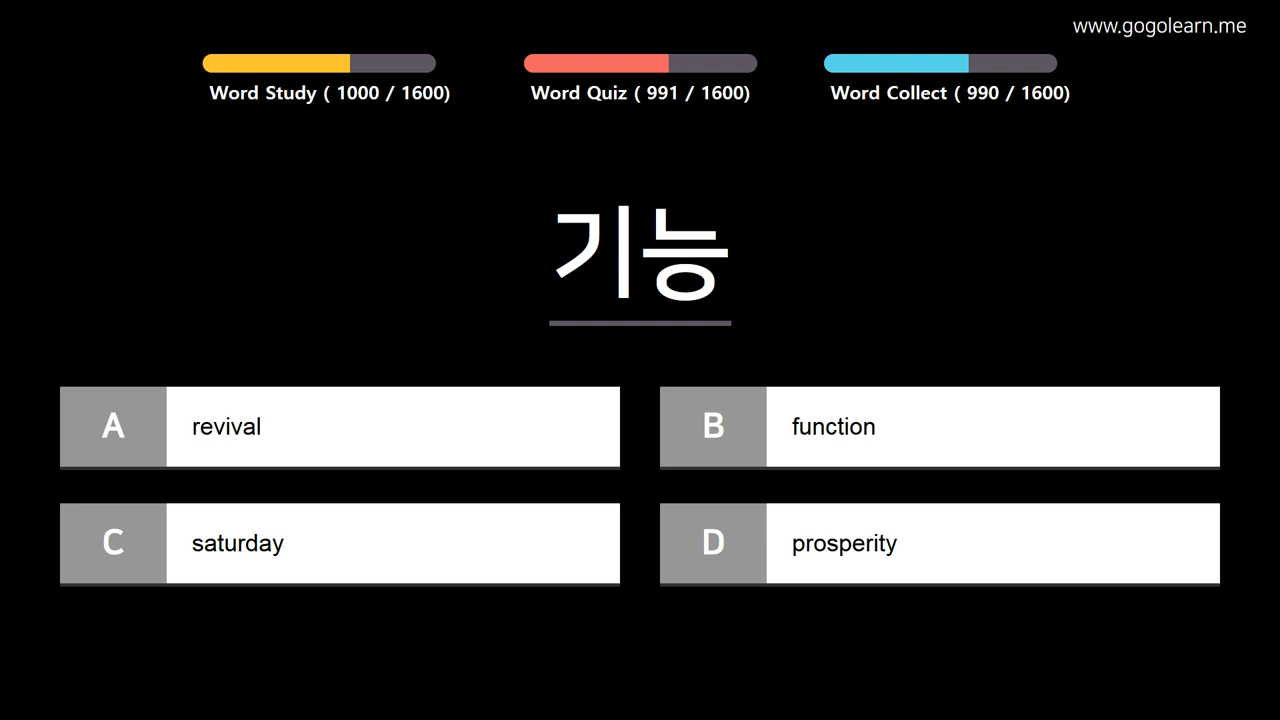 www.gogolearn.me
Word Study ( 1000 / 1600)
Word Quiz ( 991 / 1600)
Word Collect ( 990 / 1600)
기능
A revival
B function
C saturday
D prosperity